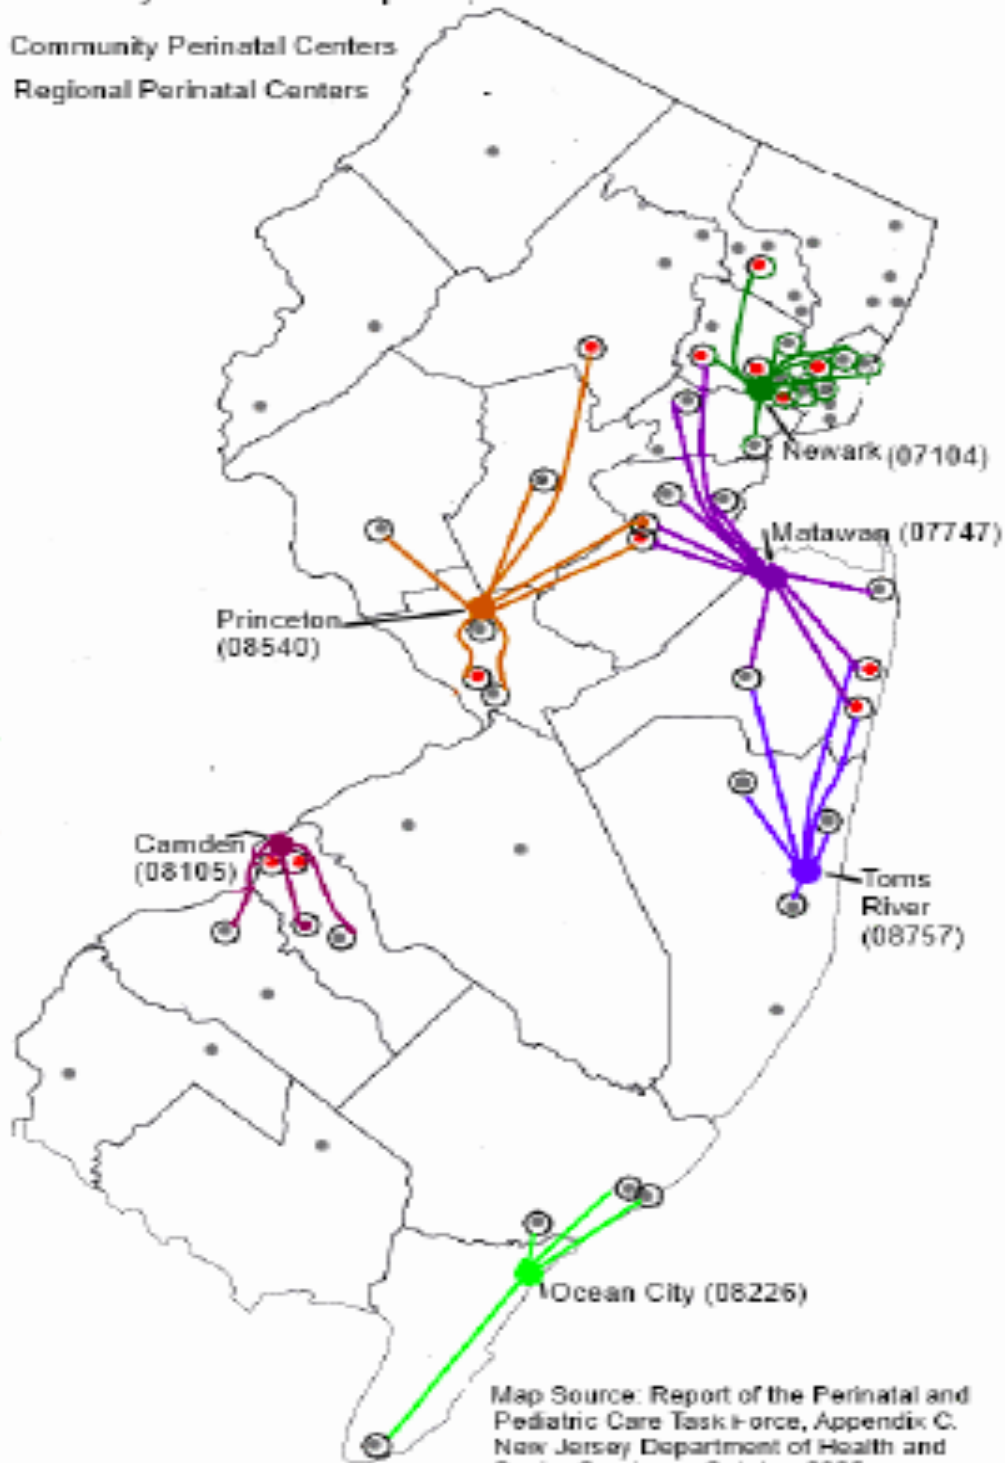 Community Perinatal Centers
Regional Perinatal Centers
Newark (07104)
Matawan (07747)
Princeton
(08540)
Camden
(08105)
Toms
River
(08757)
Ocean City (08226)
Map Source: Report of the Perinatal and
Pediatric Care Task Force, Appendix C.
New Jersey Department of Health and